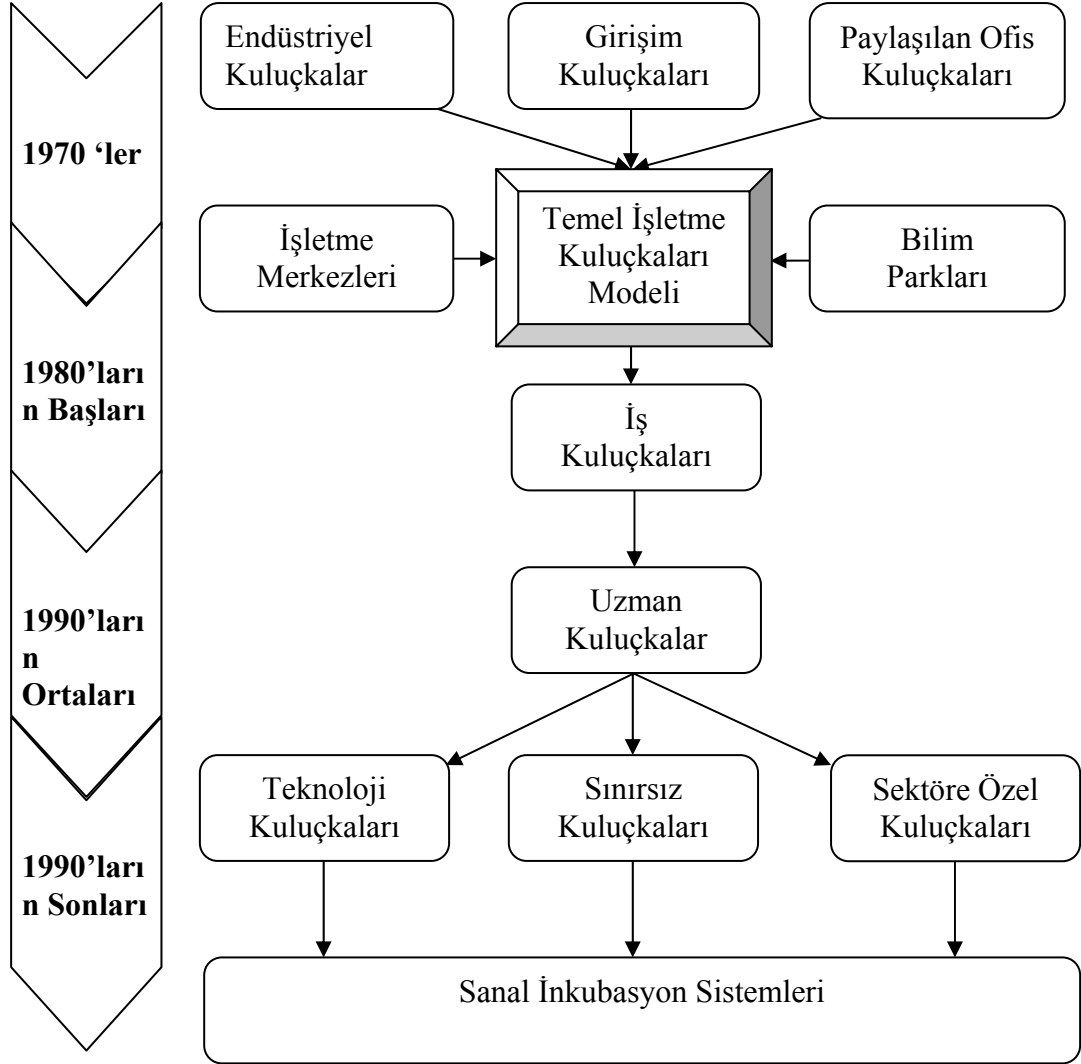 Endüstriyel
Kuluçkalar
Girişim
Kuluçkaları
Paylaşılan Ofis
Kuluçkaları
1970 ‘ler
İşletme
Merkezleri
Temel İşletme
Kuluçkaları
Modeli
Bilim
Parkları
1980’ları
n Başları
İş
Kuluçkaları
1990’ları
n
Ortaları
Uzman
Kuluçkalar
Teknoloji
Kuluçkaları
Sınırsız
Kuluçkaları
Sektöre Özel
Kuluçkaları
1990’ları
n Sonları
Sanal İnkubasyon Sistemleri